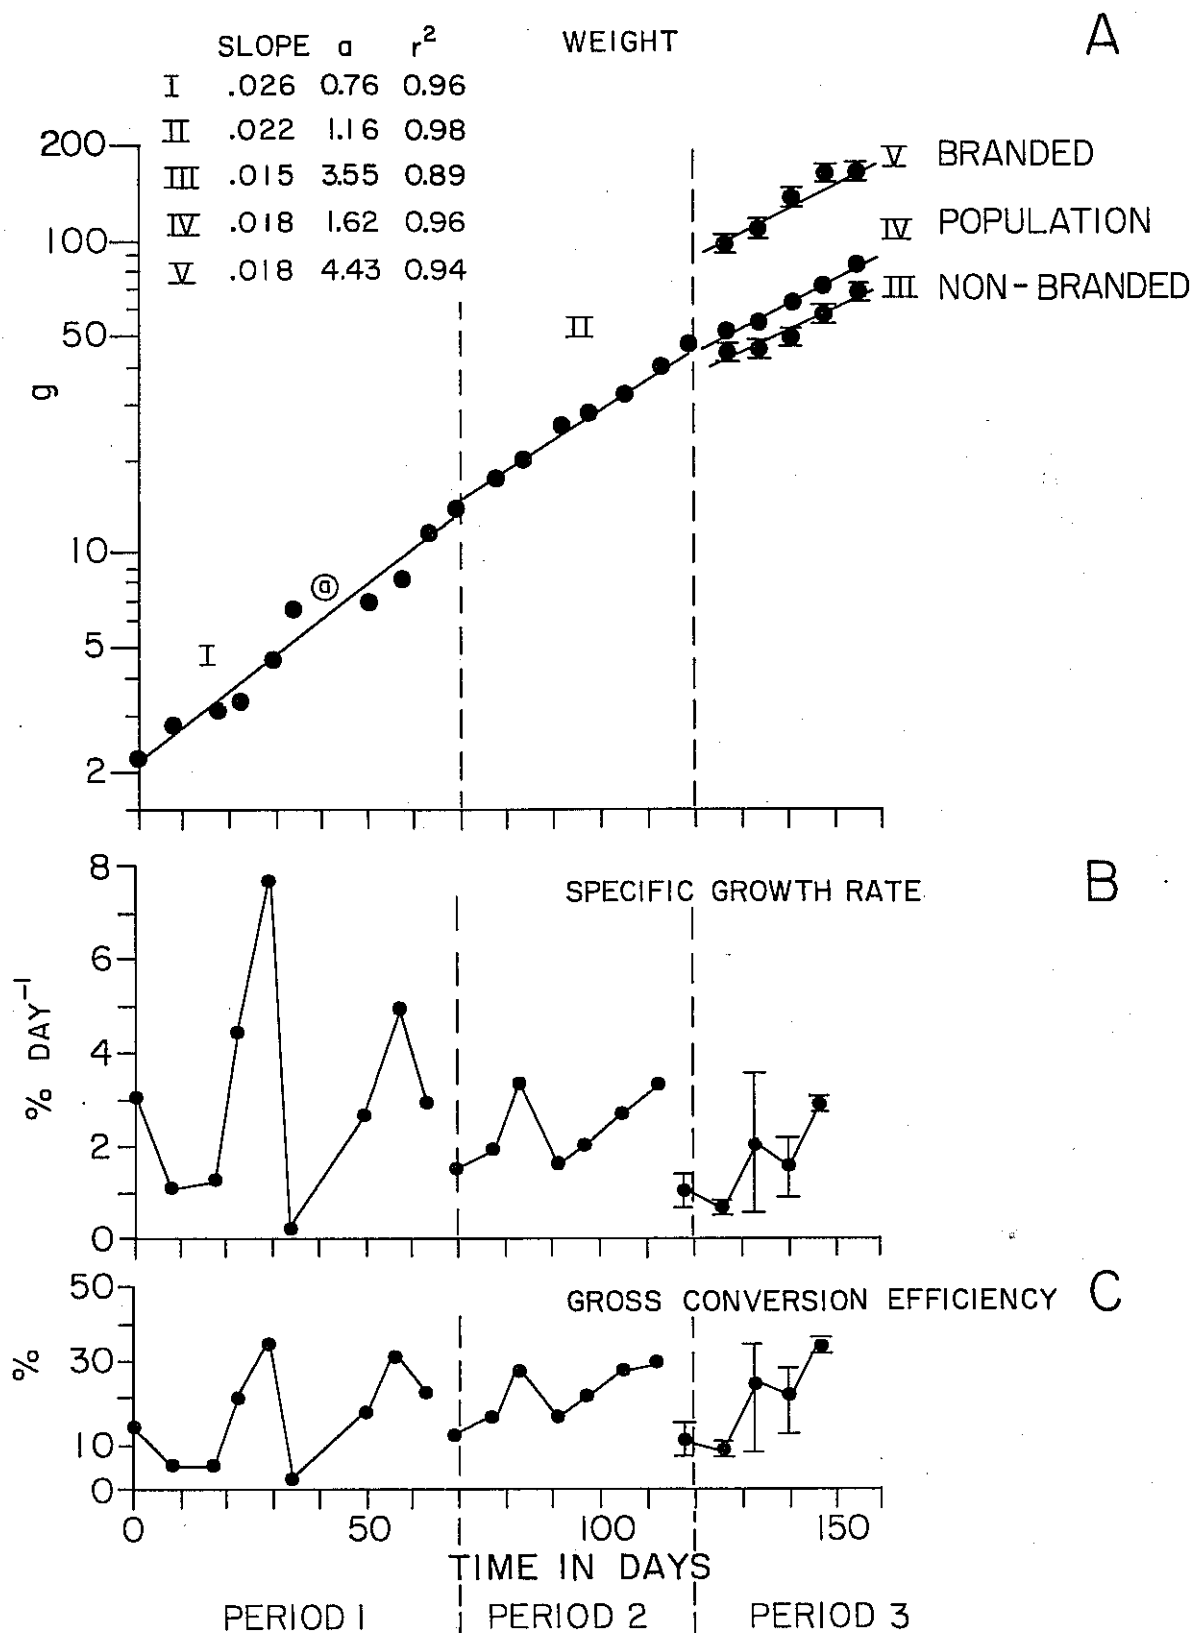 A
WEIGHT
SLOPE a r²
I .026 0.76 0.96
II .022 1.16 0.98
III .015 3.55 0.89
IV .018 1.62 0.96
V .018 4.43 0.94
200
100
50
10
5
2
g
I
ⓐ
II
V BRANDED
IV POPULATION
III NON-BRANDED
B
SPECIFIC GROWTH RATE
8
6
4
2
0
% DAY⁻¹
C
GROSS CONVERSION EFFICIENCY
50
30
10
0
%
0 50 100 150
TIME IN DAYS
PERIOD 1 PERIOD 2 PERIOD 3